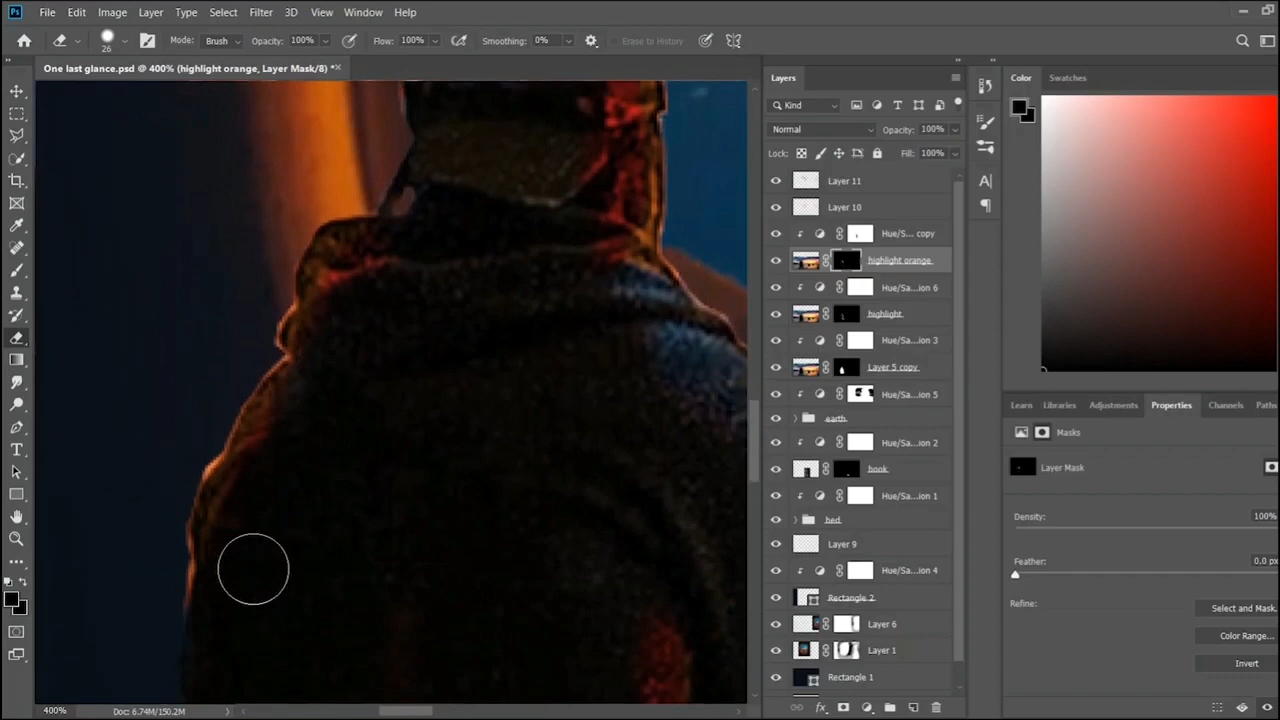 Ps File Edit Image Layer Type Select Filter 3D View Window Help
26 Mode: Brush Opacity: 100% Flow: 100% Smoothing: 0% Erase to History
One last glance.psd @ 400% (highlight orange, Layer Mask/8) *
Layers
Kind
Normal Opacity: 100%
Lock: Fill: 100%
Layer 11
Layer 10
Hue/S... copy
highlight orange
Hue/Sa...ion 6
highlight
Hue/Sa...ion 3
Layer 5 copy
Hue/Sa...ion 5
earth
Hue/Sa...ion 2
book
Hue/Sa...ion 1
bed
Layer 9
Hue/Sa...ion 4
Rectangle 2
Layer 6
Layer 1
Rectangle 1
Color Swatches
Learn Libraries Adjustments Properties Channels Paths
Masks
Layer Mask
Density: 100%
Feather: 0,0 px
Refine: Select and Mask...
Color Range...
Invert
400% Doc: 6.74M/150.2M